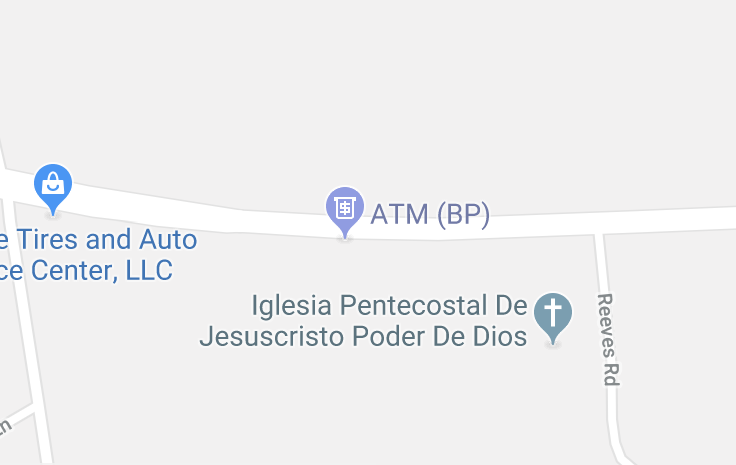 ATM (BP)
e Tires and Auto
ce Center, LLC
Iglesia Pentecostal De
Jesuscristo Poder De Dios
Reeves Rd